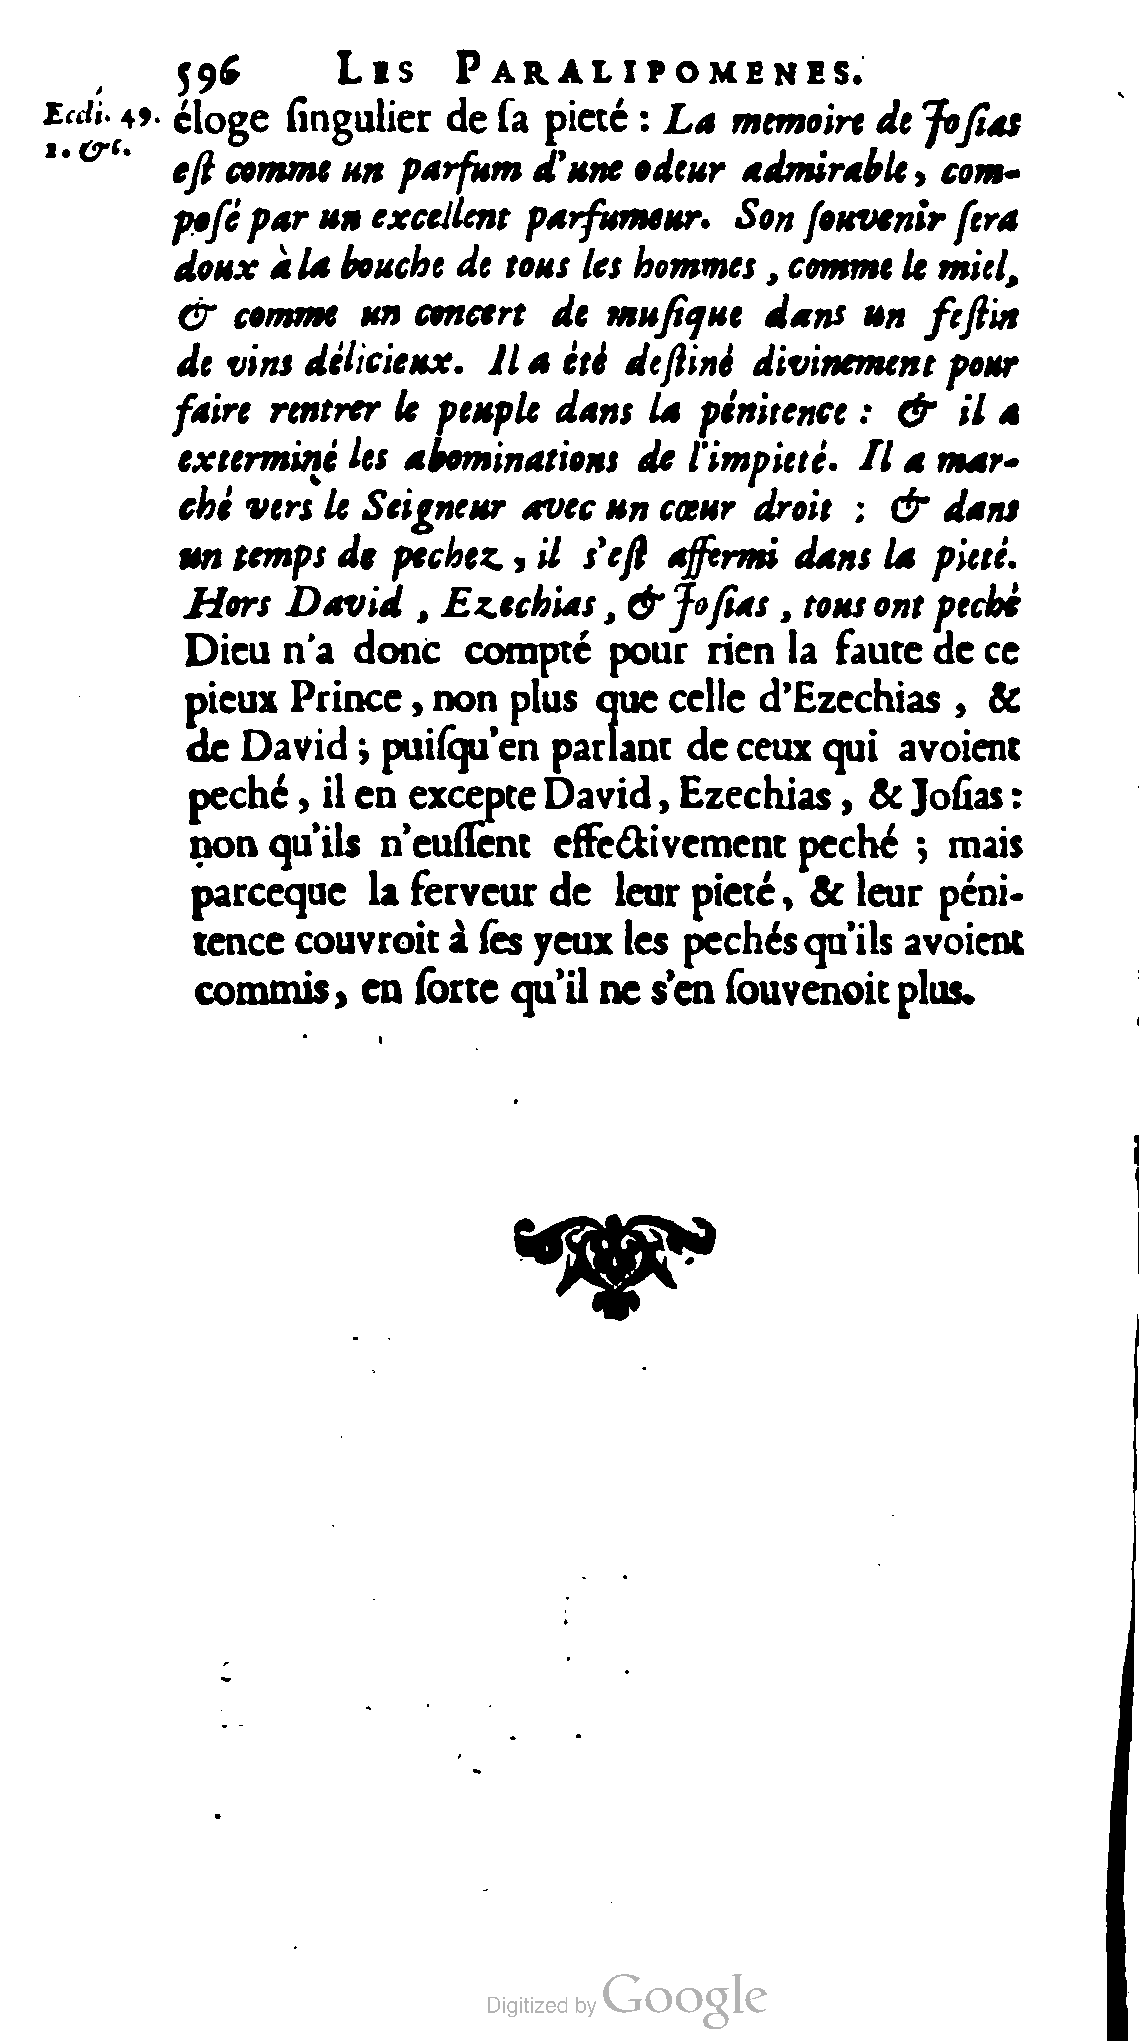 596 LES PARALIPOMENES.
Eccli. 49.
1. &c.
éloge ſingulier de ſa pieté : La memoire de Joſias
eſt comme un parfum d'une odeur admirable, com-
poſé par un excellent parfumeur. Son ſouvenir ſera
doux à la bouche de tous les hommes , comme le miel,
& comme un concert de muſique dans un feſtin
de vins délicieux. Il a été deſtiné divinement pour
faire rentrer le peuple dans la pénitence : & il a
exterminé les abominations de l'impieté. Il a mar-
ché vers le Seigneur avec un cœur droit ; & dans
un temps de pechez , il s'eſt affermi dans la pieté.
Hors David , Ezechias , & Joſias , tous ont peché
Dieu n'a donc compté pour rien la faute de ce
pieux Prince , non plus que celle d'Ezechias , &
de David ; puiſqu'en parlant de ceux qui avoient
peché , il en excepte David , Ezechias , & Joſias :
non qu'ils n'euſſent effectivement peché ; mais
parceque la ferveur de leur pieté, & leur péni-
tence couvroit à ſes yeux les pechés qu'ils avoient
commis, en ſorte qu'il ne s'en ſouvenoit plus.
Digitized by Google